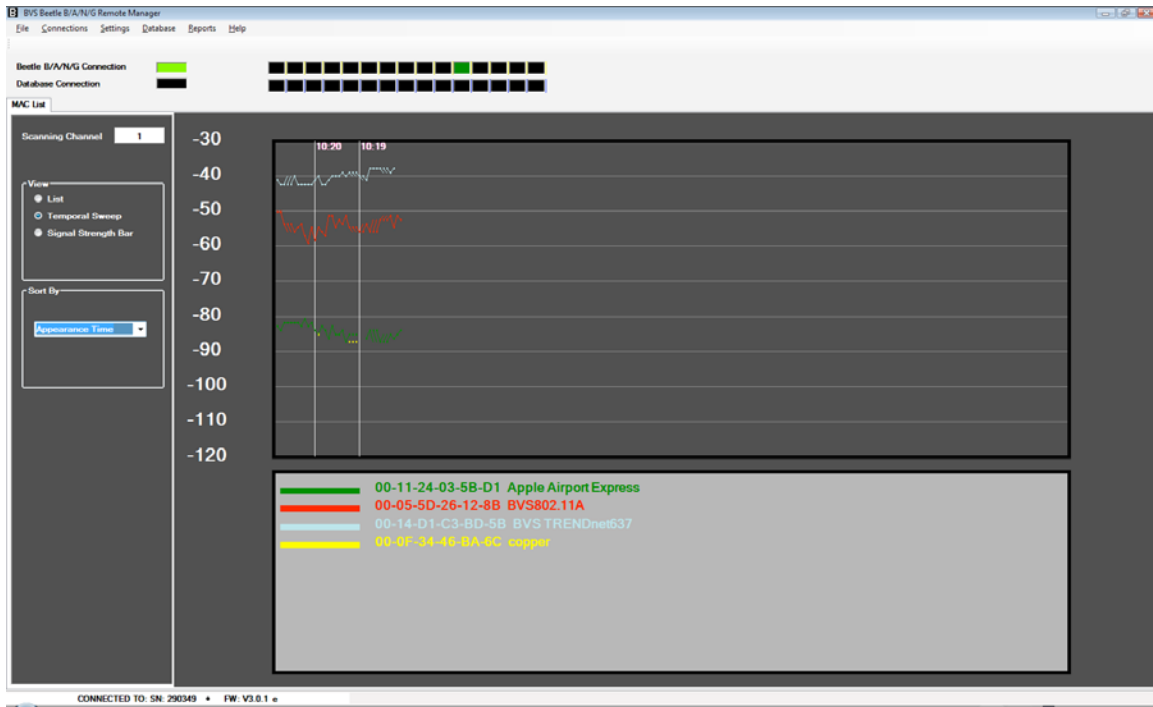 BVS Beetle B/A/N/G Remote Manager
File Connections Settings Database Reports Help
Beetle B/V/N/G Connection
Database Connection
MAC List
Scanning Channel 1
View
List
Temporal Sweep
Signal Strength Bar
Sort By
Appearance Time
-30
-40
-50
-60
-70
-80
-90
-100
-110
-120
10:20 10:19
00-11-24-03-5B-D1 Apple Airport Express
00-05-5D-26-12-8B BVS802.11A
00-14-D1-C3-BD-5B BVS TRENDnet637
00-0F-34-46-BA-6C copper
CONNECTED TO: SN: 290349 • FW: V3.0.1 e